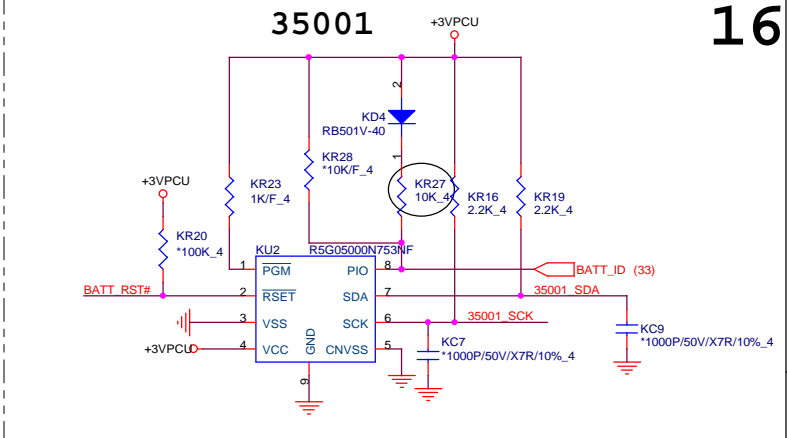 35001
16
+3VPCU
2
KD4
RB501V-40
1
KR28
*10K/F_4
KR23
1K/F_4
KR27
10K_4
KR16
2.2K_4
KR19
2.2K_4
+3VPCU
KR20
*100K_4
KU2
R5G05000N753NF
1
PGM
PIO
8
BATT_ID (33)
BATT_RST#
2
RSET
SDA
7
35001_SDA
3
VSS
SCK
6
35001_SCK
+3VPCU
4
VCC
GND
CNVSS
5
9
KC7
*1000P/50V/X7R/10%_4
KC9
*1000P/50V/X7R/10%_4